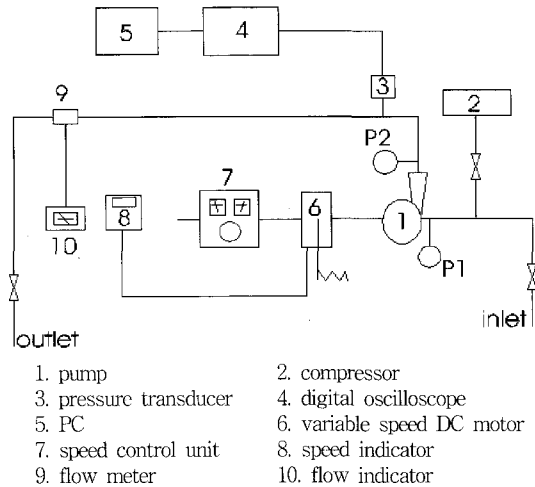 5
4
3
2
9
P2
7
8
6
1
10
P1
outlet
inlet
1. pump 2. compressor
3. pressure transducer 4. digital oscilloscope
5. PC 6. variable speed DC motor
7. speed control unit 8. speed indicator
9. flow meter 10. flow indicator